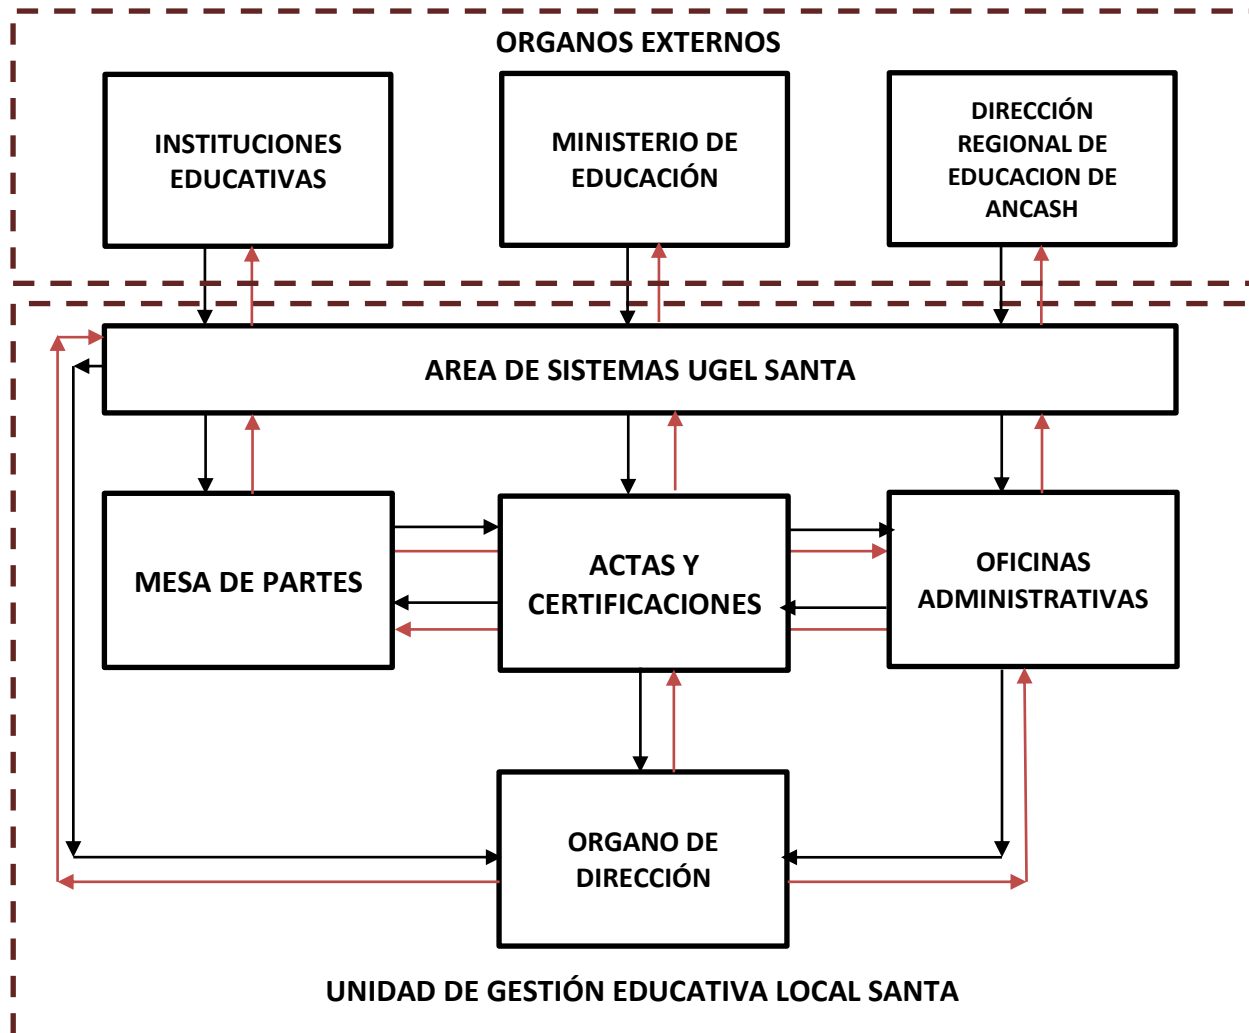 ORGANOS EXTERNOS
INSTITUCIONES
EDUCATIVAS
MINISTERIO DE
EDUCACIÓN
DIRECCIÓN
REGIONAL DE
EDUCACION DE
ANCASH
AREA DE SISTEMAS UGEL SANTA
MESA DE PARTES
ACTAS Y
CERTIFICACIONES
OFICINAS
ADMINISTRATIVAS
ORGANO DE
DIRECCIÓN
UNIDAD DE GESTIÓN EDUCATIVA LOCAL SANTA